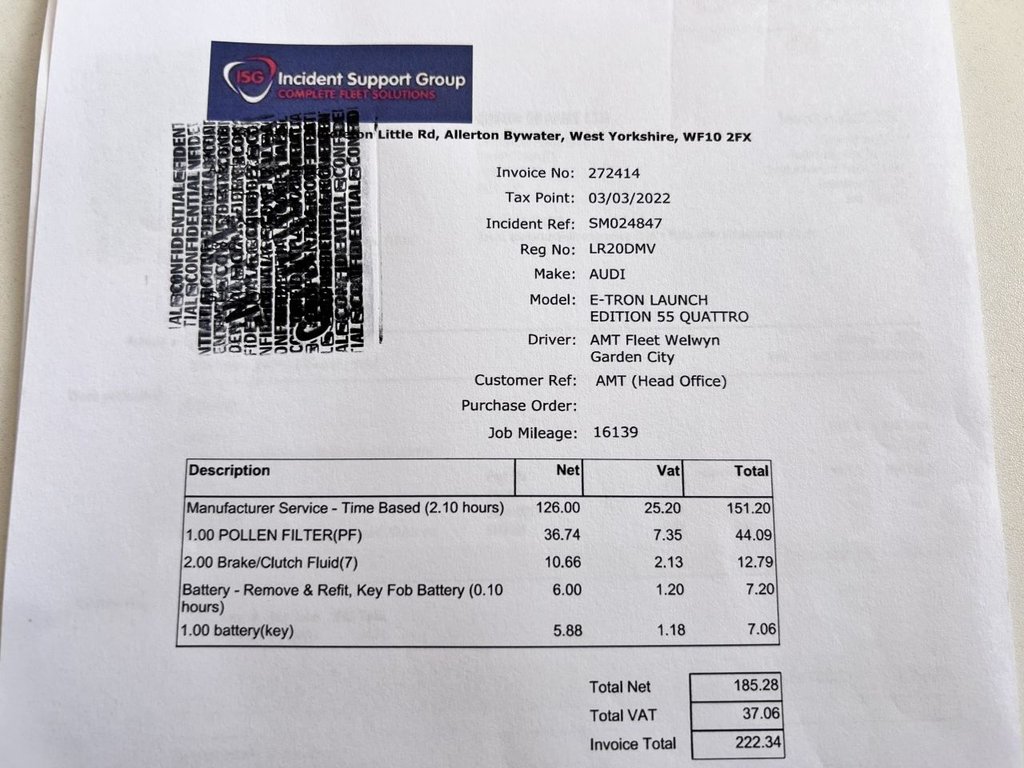 ISG Incident Support Group
COMPLETE FLEET SOLUTIONS
Little Rd, Allerton Bywater, West Yorkshire, WF10 2FX
Invoice No: 272414
Tax Point: 03/03/2022
Incident Ref: SM024847
Reg No: LR20DMV
Make: AUDI
Model: E-TRON LAUNCH
EDITION 55 QUATTRO
Driver: AMT Fleet Welwyn
Garden City
Customer Ref: AMT (Head Office)
Purchase Order:
Job Mileage: 16139
Description Net Vat Total
Manufacturer Service - Time Based (2.10 hours) 126.00 25.20 151.20
1.00 POLLEN FILTER(PF) 36.74 7.35 44.09
2.00 Brake/Clutch Fluid(7) 10.66 2.13 12.79
Battery - Remove & Refit, Key Fob Battery (0.10 6.00 1.20 7.20
hours)
1.00 battery(key) 5.88 1.18 7.06
Total Net 185.28
Total VAT 37.06
Invoice Total 222.34